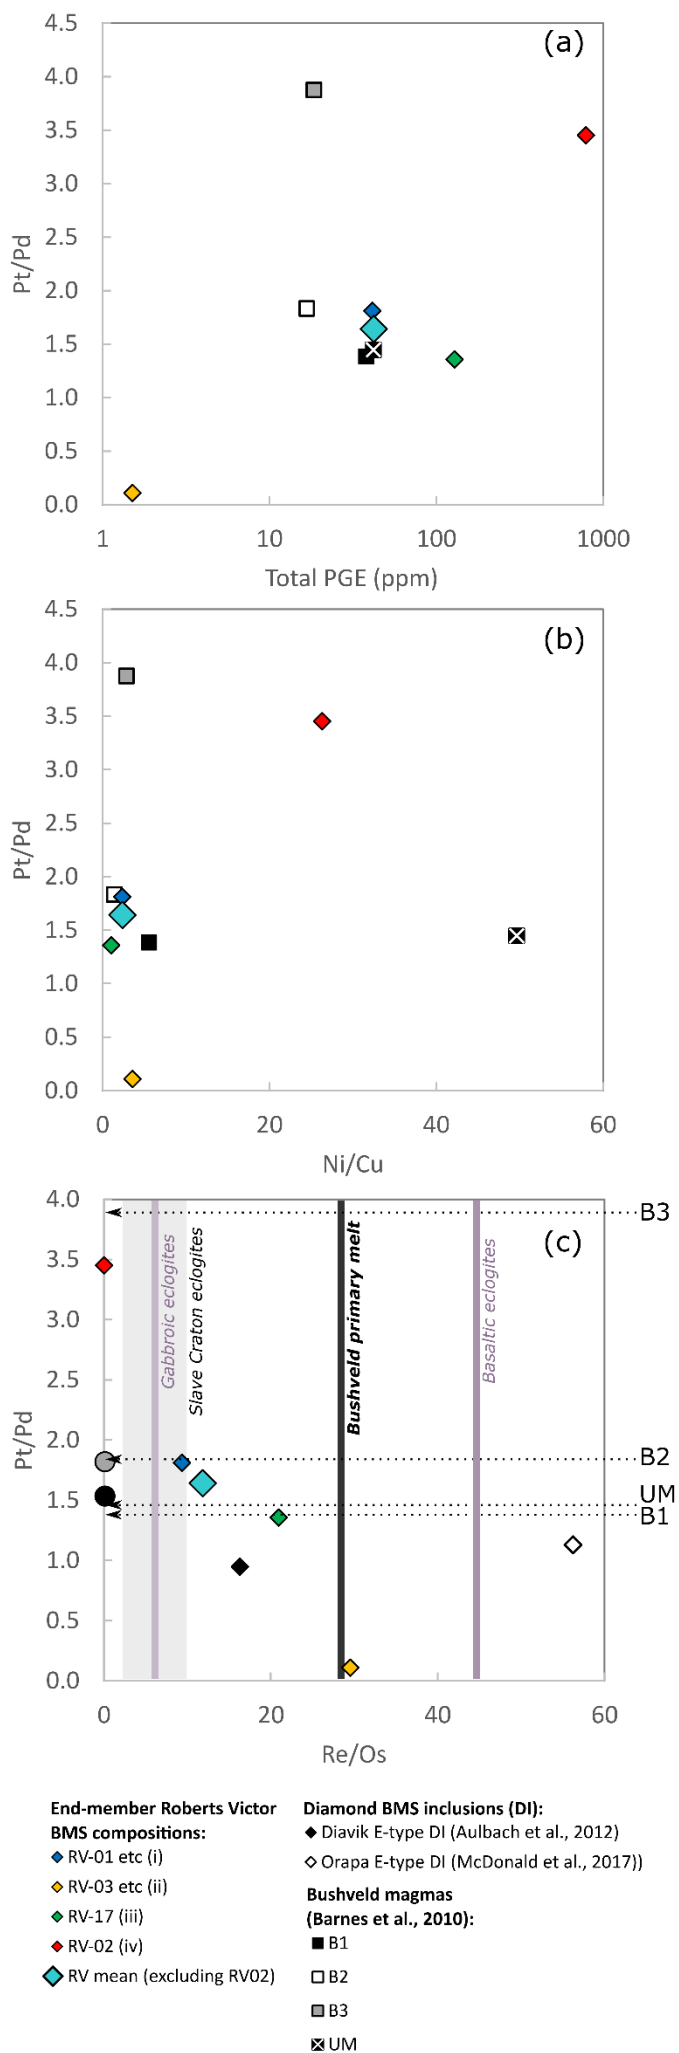 4.5
(a)
4.0
3.5
3.0
2.5
Pt/Pd
2.0
1.5
1.0
0.5
0.0
1 10 100 1000
Total PGE (ppm)
4.5
(b)
4.0
3.5
3.0
2.5
Pt/Pd
2.0
1.5
1.0
0.5
0.0
0 20 40 60
Ni/Cu
4.0
B3
(c)
3.5
Gabbroic eclogites
Slave Craton eclogites
Bushveld primary melt
Basaltic eclogites
3.0
2.5
Pt/Pd
2.0
B2
UM
1.5
B1
1.0
0.5
0.0
0 20 40 60
Re/Os
End-member Roberts Victor
BMS compositions:
RV-01 etc (i)
RV-03 etc (ii)
RV-17 (iii)
RV-02 (iv)
RV mean (excluding RV02)
Diamond BMS inclusions (DI):
Diavik E-type DI (Aulbach et al., 2012)
Orapa E-type DI (McDonald et al., 2017))
Bushveld magmas
(Barnes et al., 2010):
B1
B2
B3
UM